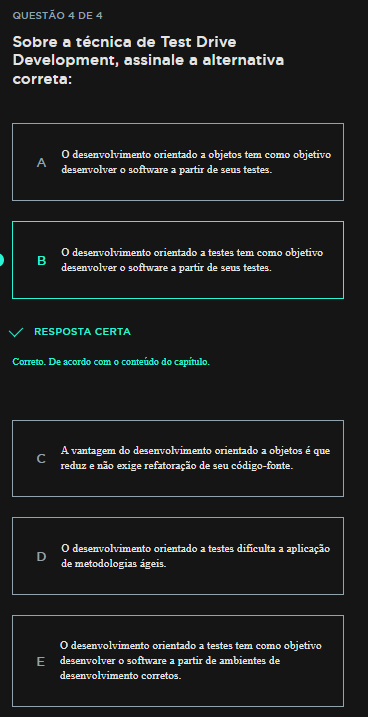 QUESTÃO 4 DE 4
Sobre a técnica de Test Drive
Development, assinale a alternativa
correta:
A
O desenvolvimento orientado a objetos tem como objetivo
desenvolver o software a partir de seus testes.
B
O desenvolvimento orientado a testes tem como objetivo
desenvolver o software a partir de seus testes.
RESPOSTA CERTA
Correto. De acordo com o conteúdo do capítulo.
C
A vantagem do desenvolvimento orientado a objetos é que
reduz e não exige refatoração de seu código-fonte.
D
O desenvolvimento orientado a testes dificulta a aplicação
de metodologias ágeis.
E
O desenvolvimento orientado a testes tem como objetivo
desenvolver o software a partir de ambientes de
desenvolvimento corretos.